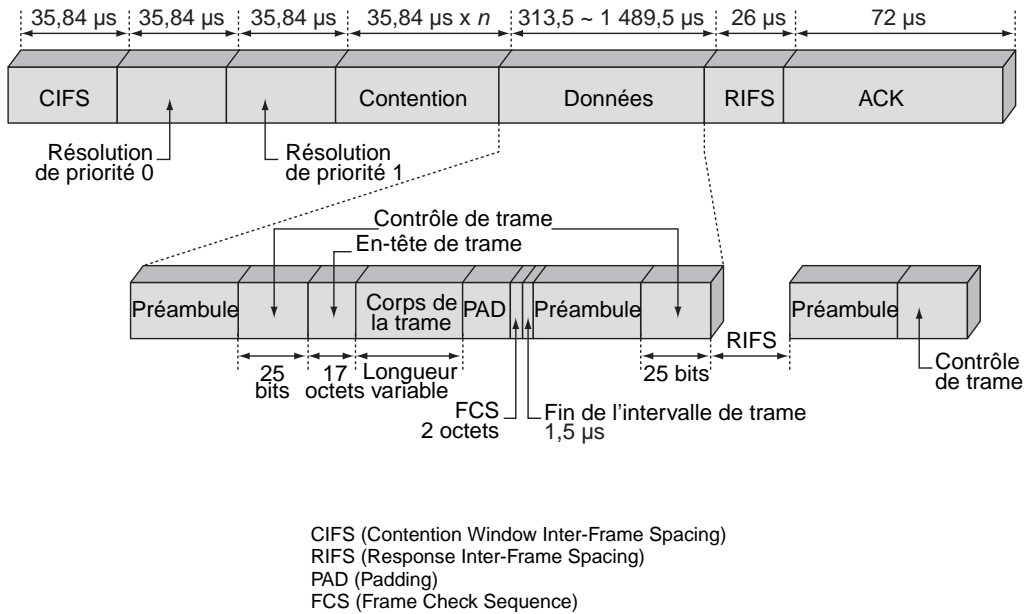 35,84 µs 35,84 µs 35,84 µs 35,84 µs x n 313,5 ~ 1 489,5 µs 26 µs 72 µs
CIFS Contention Données RIFS ACK
Résolution
de priorité 0
Résolution
de priorité 1
Contrôle de trame
En-tête de trame
Préambule Corps de
la trame PAD Préambule Préambule
RIFS
25
bits
17
octets
Longueur
variable
25 bits
Contrôle
de trame
FCS
2 octets
Fin de l'intervalle de trame
1,5 µs
CIFS (Contention Window Inter-Frame Spacing)
RIFS (Response Inter-Frame Spacing)
PAD (Padding)
FCS (Frame Check Sequence)